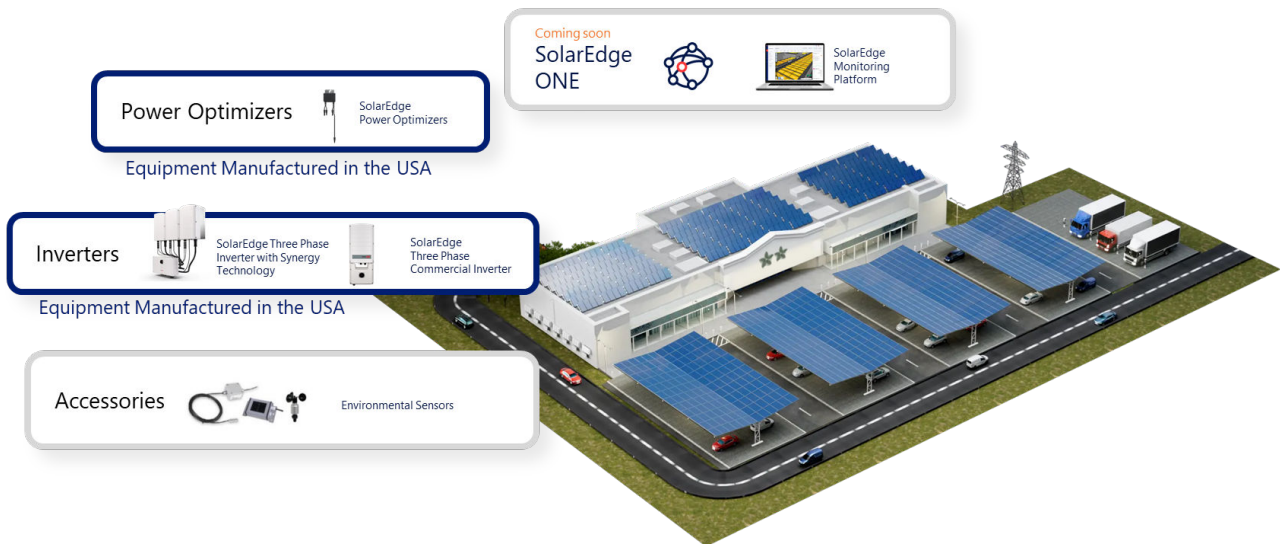 Coming soon
SolarEdge
ONE
SolarEdge
Monitoring
Platform
Power Optimizers
SolarEdge
Power Optimizers
Equipment Manufactured in the USA
Inverters
SolarEdge Three Phase
Inverter with Synergy
Technology
SolarEdge
Three Phase
Commercial Inverter
Equipment Manufactured in the USA
Accessories
Environmental Sensors